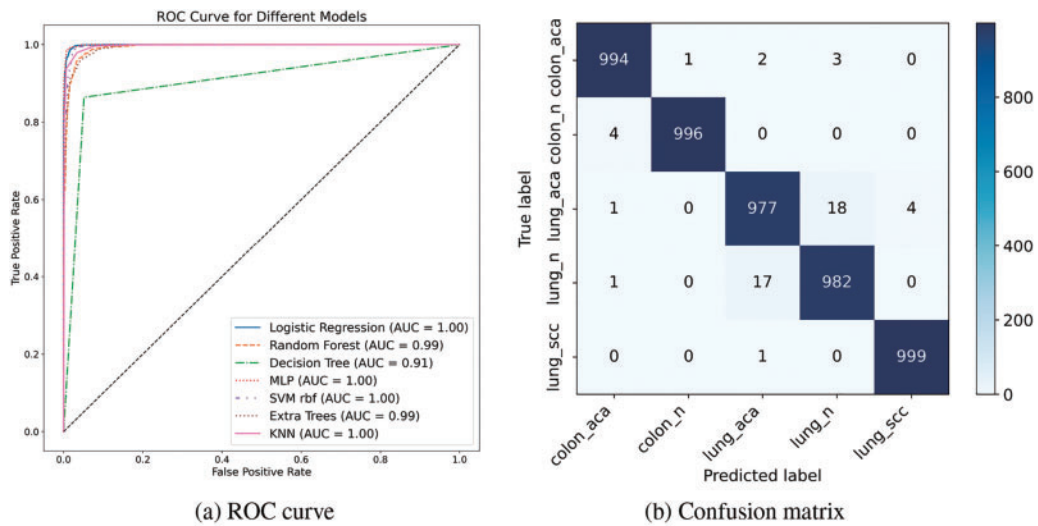 ROC Curve for Different Models
1.0
0.8
0.6
0.4
0.2
0.0
True Positive Rate
0.0 0.2 0.4 0.6 0.8 1.0
False Positive Rate
Logistic Regression (AUC = 1.00)
Random Forest (AUC = 0.99)
Decision Tree (AUC = 0.91)
MLP (AUC = 1.00)
SVM rbf (AUC = 1.00)
Extra Trees (AUC = 0.99)
KNN (AUC = 1.00)
(a) ROC curve
True label
colon_aca
994 1 2 3 0
colon_n
4 996 0 0 0
lung_aca
1 0 977 18 4
lung_n
1 0 17 982 0
lung_scc
0 0 1 0 999
colon_aca colon_n lung_aca lung_n lung_scc
Predicted label
800
600
400
200
0
(b) Confusion matrix